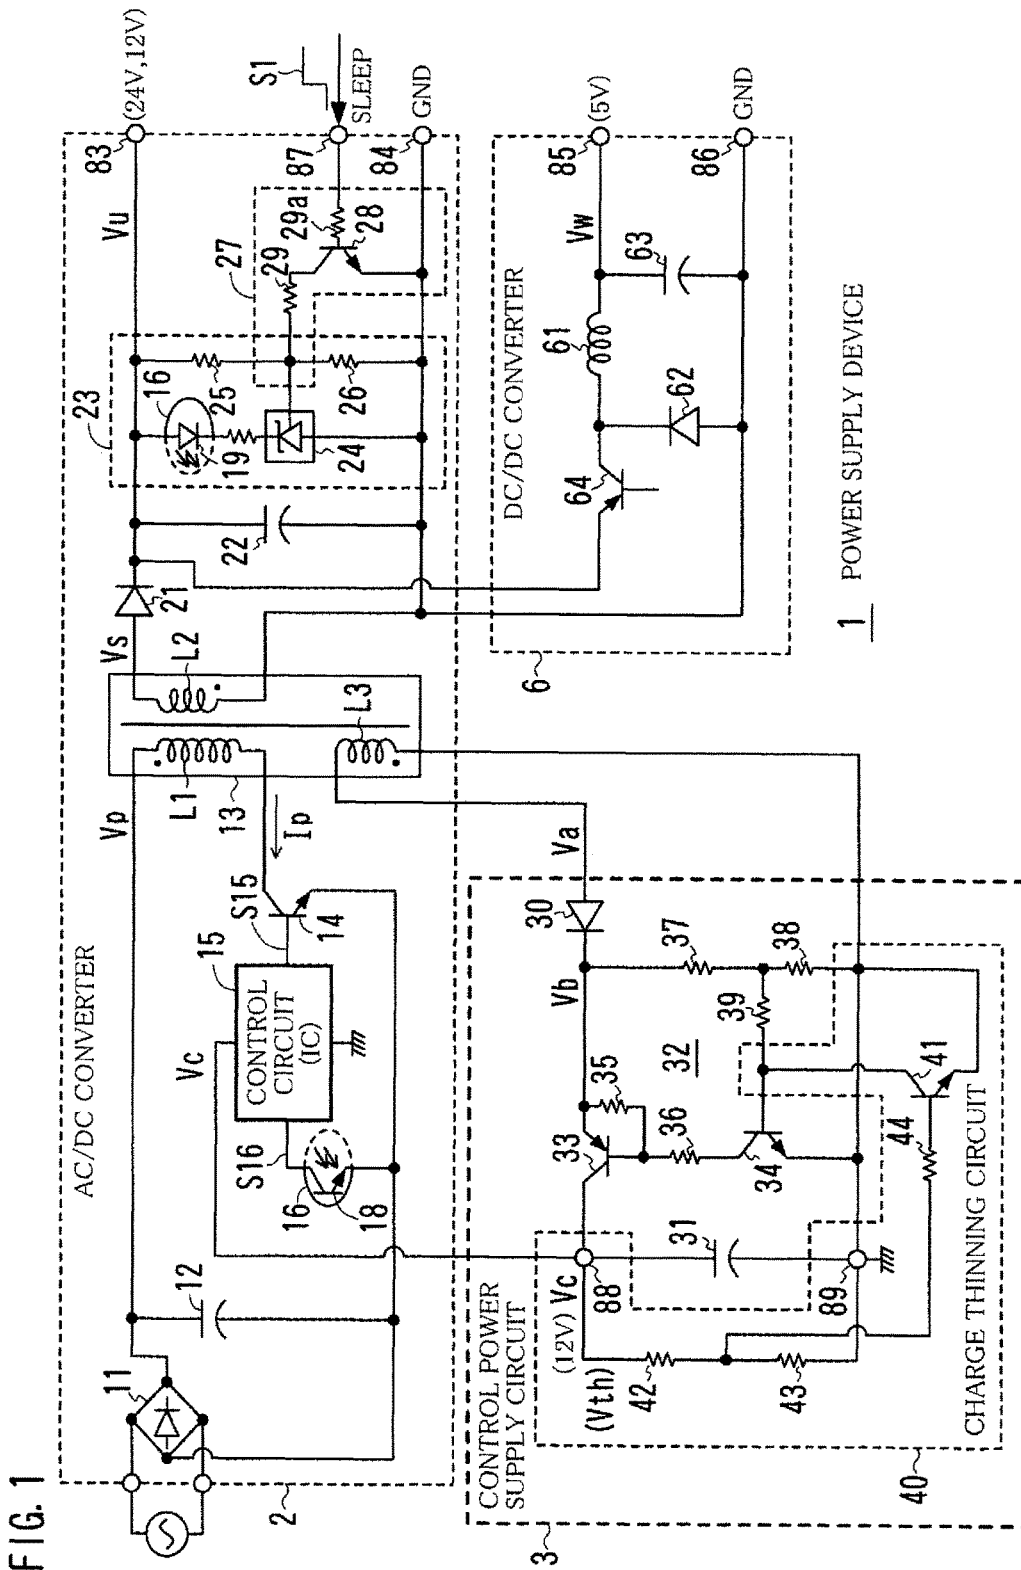 FIG. 1
AC/DC CONVERTER
2
11
12
Vp
L1
13
Ip
Vs
L2
L3
21
22
23
16
19
25
24
26
27
29
29a
28
Vu
83
(24V,12V)
S1
87
SLEEP
84
GND
Vc
15
CONTROL
CIRCUIT
(IC)
S15
14
S16
16
18
DC/DC CONVERTER
6
64
61
62
63
Vw
85
(5V)
86
GND
1
POWER SUPPLY DEVICE
CONTROL POWER
SUPPLY CIRCUIT
3
(12V) Vc
(Vth)
88
42
43
89
31
33
35
36
34
32
Vb
30
Va
37
38
39
41
44
CHARGE THINNING CIRCUIT
40